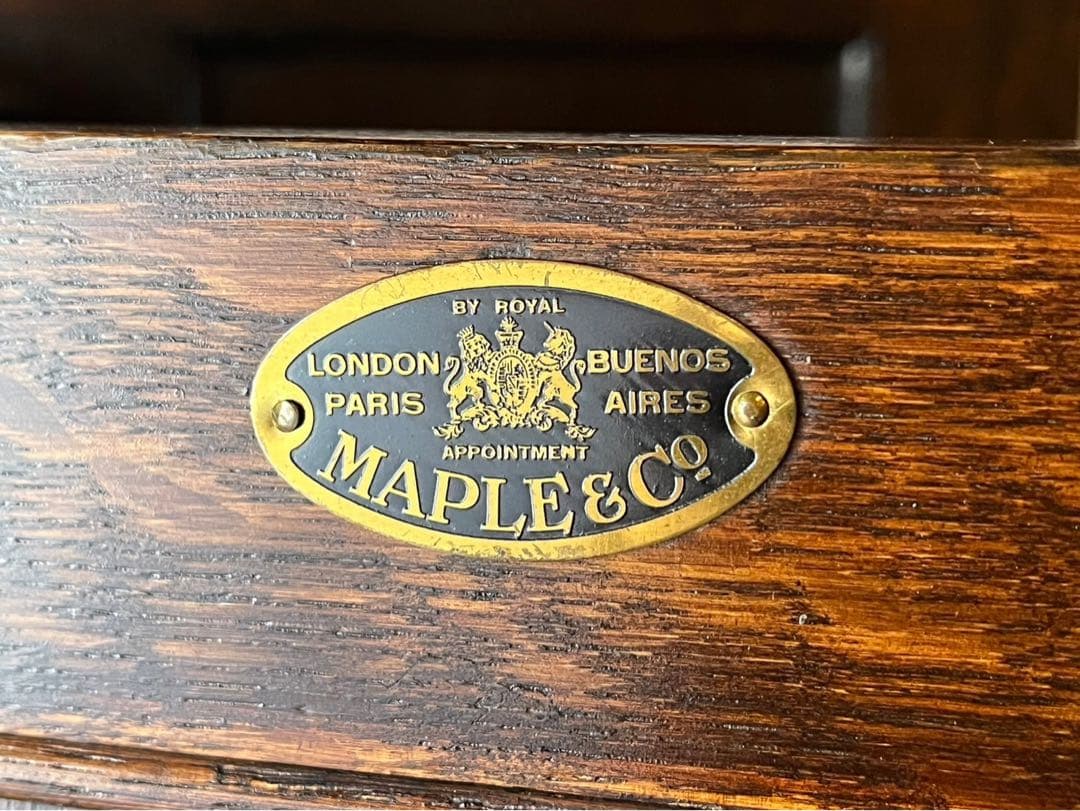 BY ROYAL
LONDON BUENOS
PARIS AIRES
APPOINTMENT
MAPLE & Cº